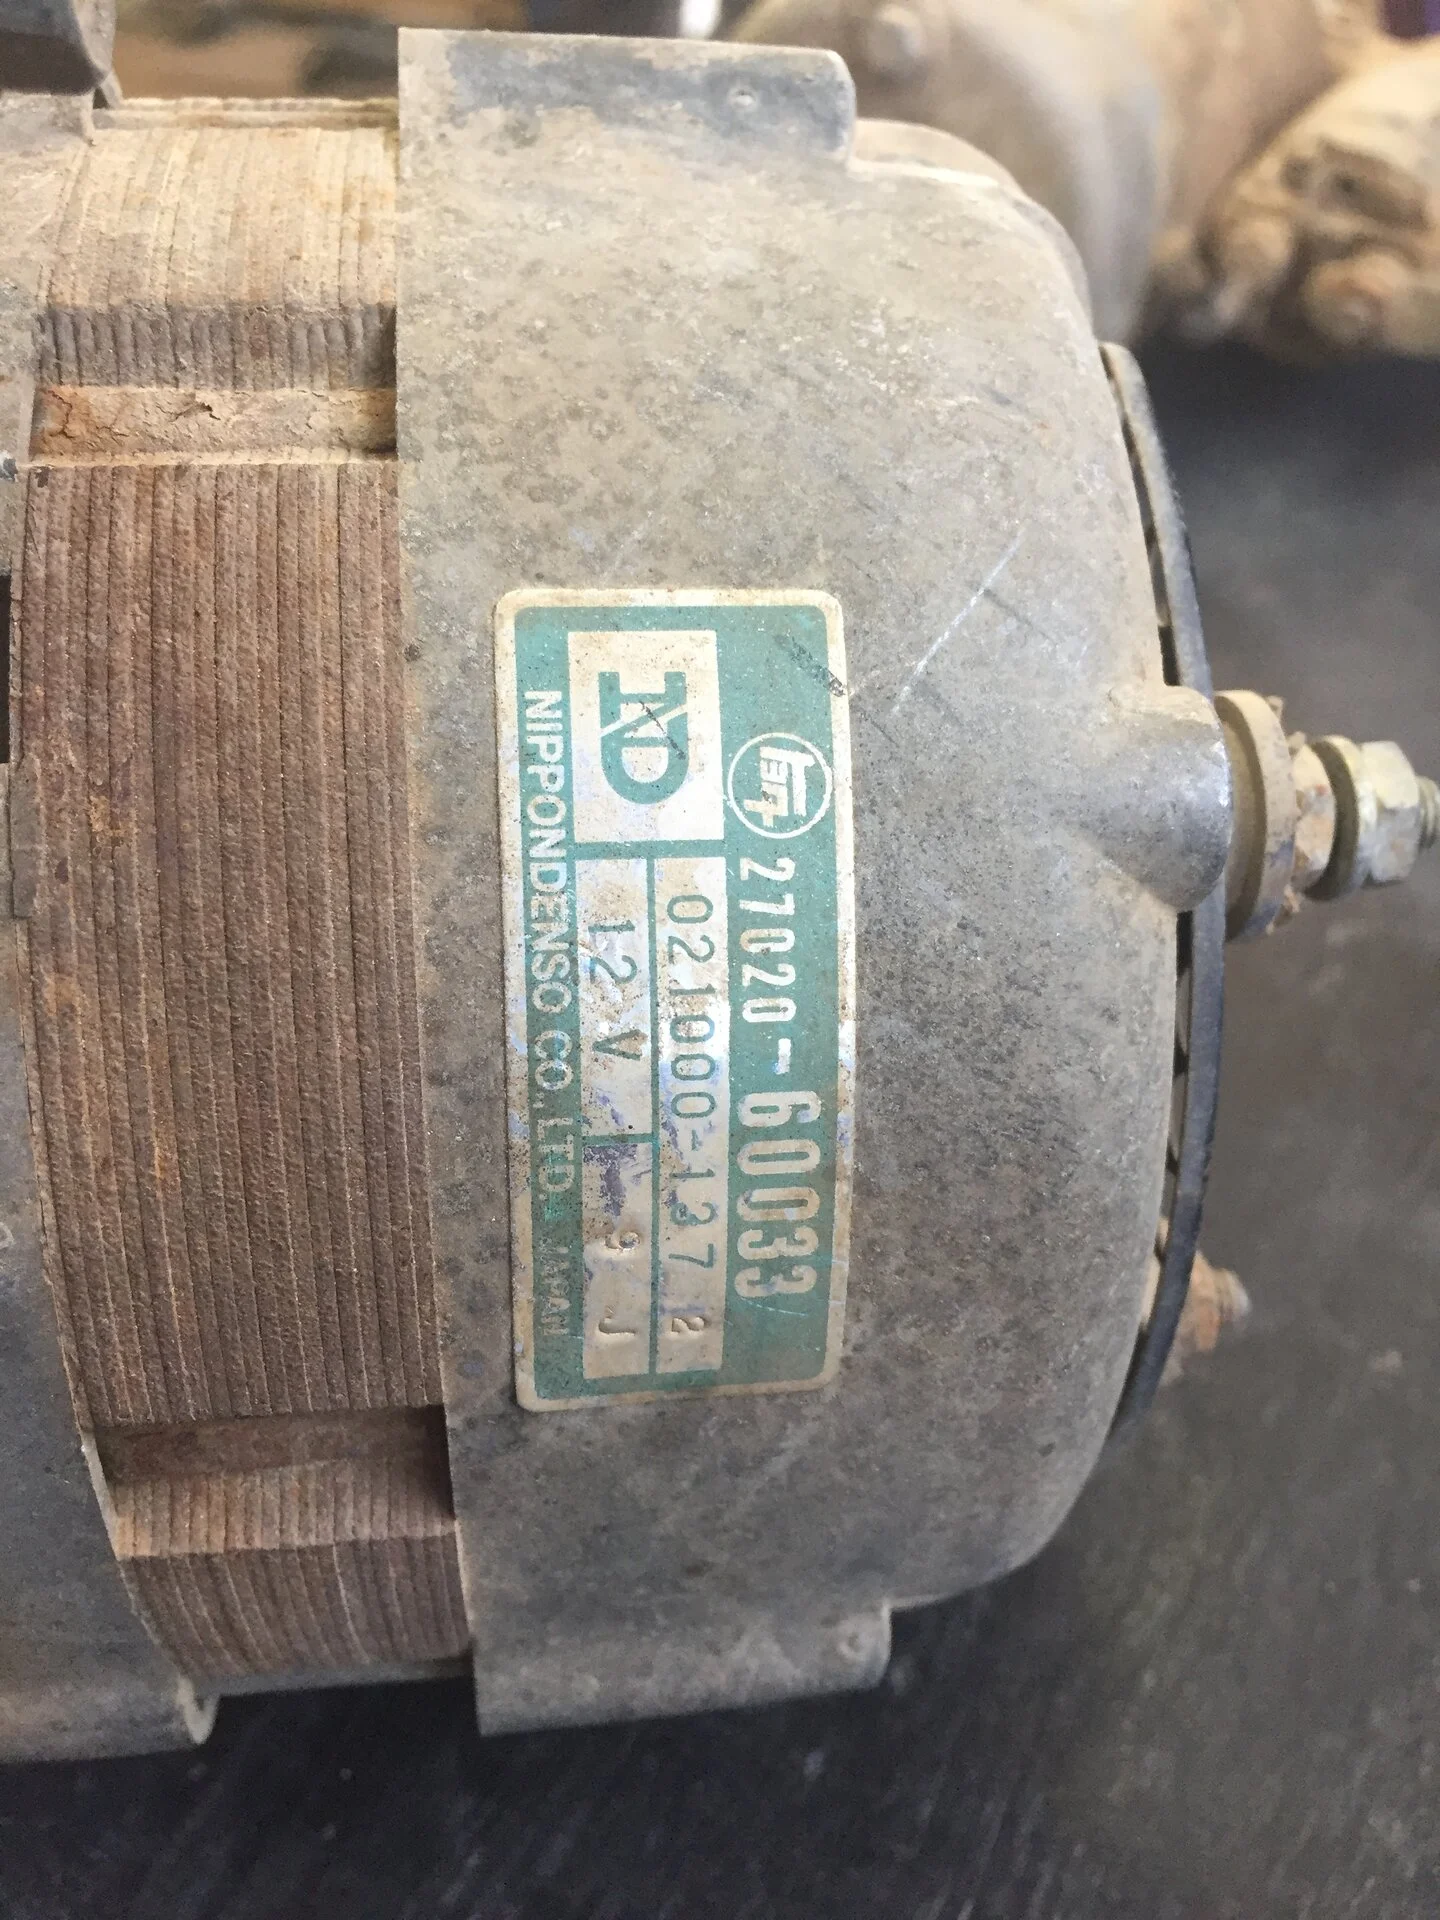 ND
トヨタ 27020-60033
021000-137 2
12V 9 J
NIPPONDENSO CO., LTD. JAPAN